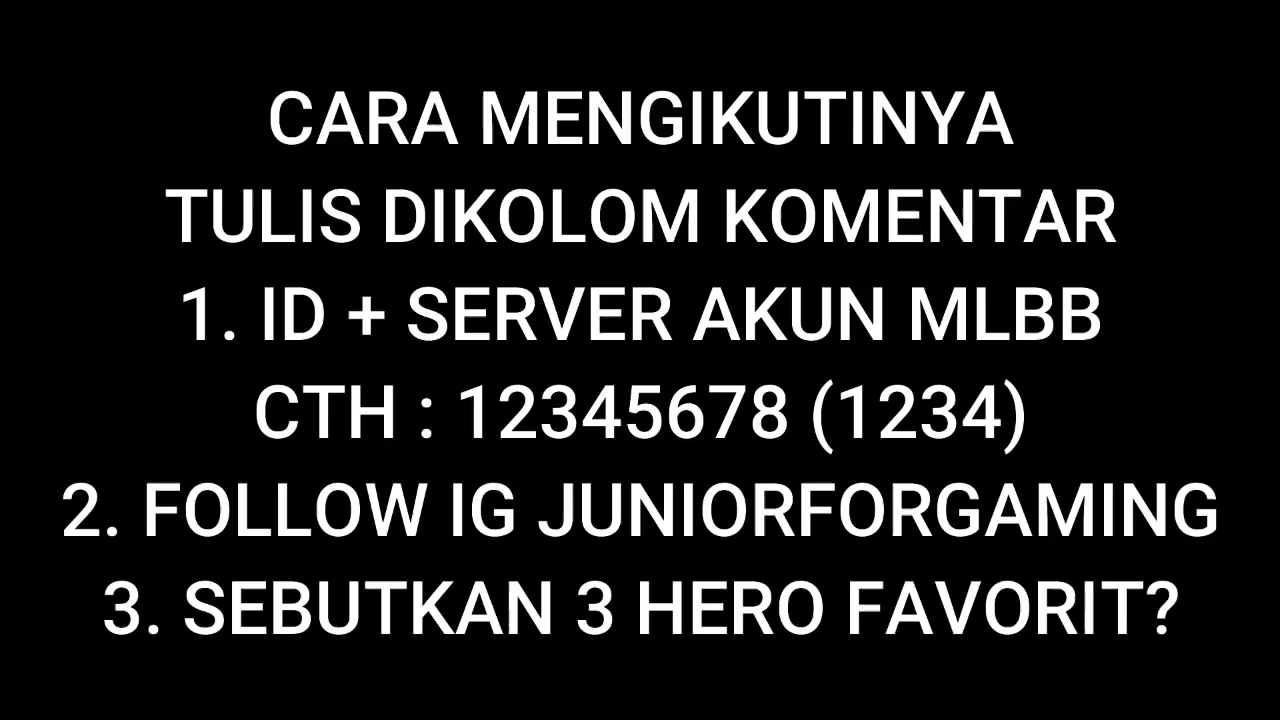 CARA MENGIKUTINYA
TULIS DIKOLOM KOMENTAR
1. ID + SERVER AKUN MLBB
CTH : 12345678 (1234)
2. FOLLOW IG JUNIORFORGAMING
3. SEBUTKAN 3 HERO FAVORIT?